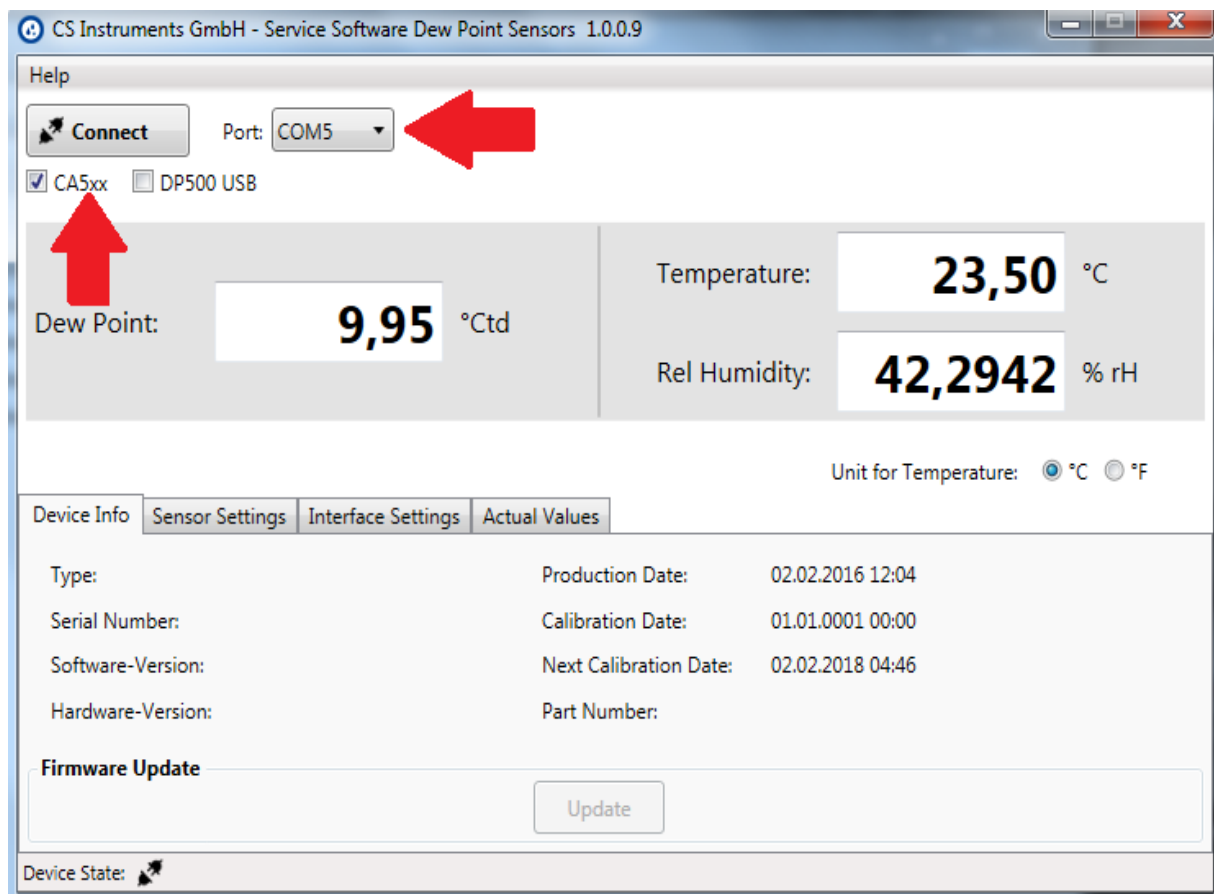 CS Instruments GmbH - Service Software Dew Point Sensors 1.0.0.9
Help
Connect
Port: COM5
CA5xx DP500 USB
Dew Point: 9,95 °Ctd
Temperature: 23,50 °C
Rel Humidity: 42,2942 % rH
Unit for Temperature: °C °F
Device Info Sensor Settings Interface Settings Actual Values
Type: Production Date: 02.02.2016 12:04
Serial Number: Calibration Date: 01.01.0001 00:00
Software-Version: Next Calibration Date: 02.02.2018 04:46
Hardware-Version: Part Number:
Firmware Update
Update
Device State: